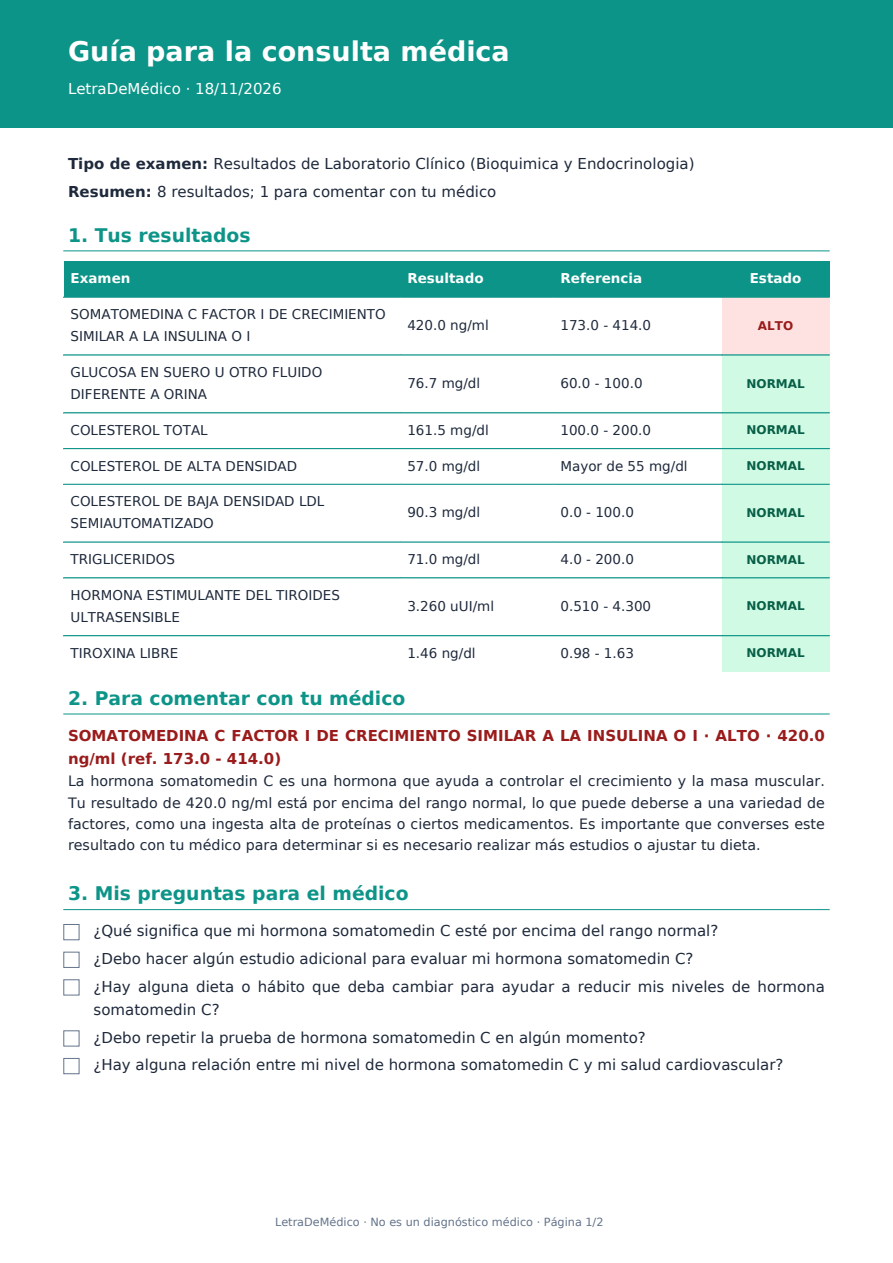 Guía para la consulta médica
LetraDeMédico · 18/11/2026
Tipo de examen: Resultados de Laboratorio Clínico (Bioquimica y Endocrinologia)
Resumen: 8 resultados; 1 para comentar con tu médico
1. Tus resultados
Examen Resultado Referencia Estado
SOMATOMEDINA C FACTOR I DE CRECIMIENTO
SIMILAR A LA INSULINA O I 420.0 ng/ml 173.0 - 414.0 ALTO
GLUCOSA EN SUERO U OTRO FLUIDO
DIFERENTE A ORINA 76.7 mg/dl 60.0 - 100.0 NORMAL
COLESTEROL TOTAL 161.5 mg/dl 100.0 - 200.0 NORMAL
COLESTEROL DE ALTA DENSIDAD 57.0 mg/dl Mayor de 55 mg/dl NORMAL
COLESTEROL DE BAJA DENSIDAD LDL
SEMIAUTOMATIZADO 90.3 mg/dl 0.0 - 100.0 NORMAL
TRIGLICERIDOS 71.0 mg/dl 4.0 - 200.0 NORMAL
HORMONA ESTIMULANTE DEL TIROIDES
ULTRASENSIBLE 3.260 uUI/ml 0.510 - 4.300 NORMAL
TIROXINA LIBRE 1.46 ng/dl 0.98 - 1.63 NORMAL
2. Para comentar con tu médico
SOMATOMEDINA C FACTOR I DE CRECIMIENTO SIMILAR A LA INSULINA O I · ALTO · 420.0
ng/ml (ref. 173.0 - 414.0)
La hormona somatomedin C es una hormona que ayuda a controlar el crecimiento y la masa muscular.
Tu resultado de 420.0 ng/ml está por encima del rango normal, lo que puede deberse a una variedad de
factores, como una ingesta alta de proteínas o ciertos medicamentos. Es importante que converses este
resultado con tu médico para determinar si es necesario realizar más estudios o ajustar tu dieta.
3. Mis preguntas para el médico
¿Qué significa que mi hormona somatomedin C esté por encima del rango normal?
¿Debo hacer algún estudio adicional para evaluar mi hormona somatomedin C?
¿Hay alguna dieta o hábito que deba cambiar para ayudar a reducir mis niveles de hormona
somatomedin C?
¿Debo repetir la prueba de hormona somatomedin C en algún momento?
¿Hay alguna relación entre mi nivel de hormona somatomedin C y mi salud cardiovascular?
LetraDeMédico · No es un diagnóstico médico · Página 1/2